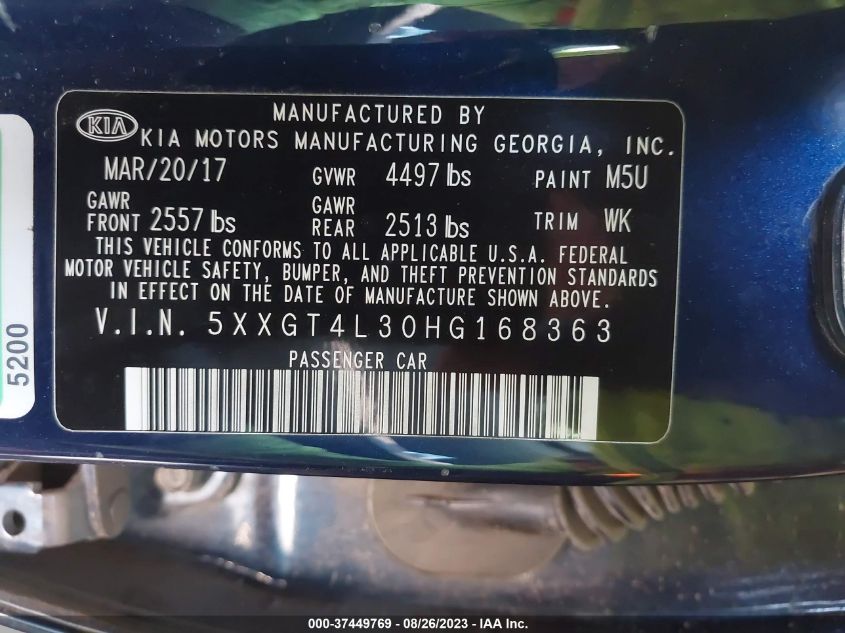 MANUFACTURED BY
KIA KIA MOTORS MANUFACTURING GEORGIA, INC.
MAR/20/17 GVWR 4497 lbs PAINT M5U
GAWR FRONT 2557 lbs GAWR REAR 2513 lbs TRIM WK
THIS VEHICLE CONFORMS TO ALL APPLICABLE U.S.A. FEDERAL
MOTOR VEHICLE SAFETY, BUMPER, AND THEFT PREVENTION STANDARDS
IN EFFECT ON THE DATE OF MANUFACTURE SHOWN ABOVE.
V.I.N. 5XXGT4L30HG168363
PASSENGER CAR
5200
000-37449769 - 08/26/2023 - IAA Inc.